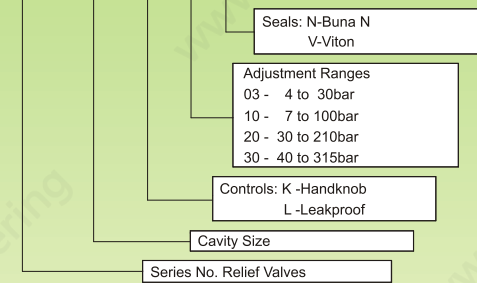 Seals: N-Buna N
V-Viton
Adjustment Ranges
03 - 4 to 30bar
10 - 7 to 100bar
20 - 30 to 210bar
30 - 40 to 315bar
Controls: K -Handknob
L -Leakproof
Cavity Size
Series No. Relief Valves